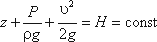 z + P/ρg + υ²/2g = H = const